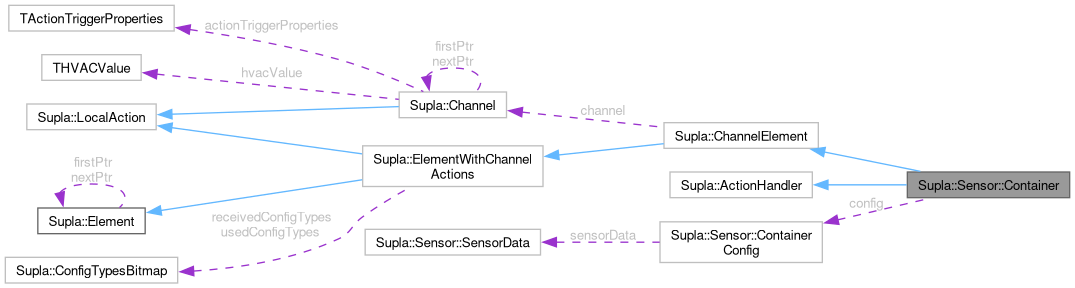 TActionTriggerProperties
actionTriggerProperties
THVACValue
hvacValue
firstPtr
nextPtr
Supla::Channel
Supla::LocalAction
channel
Supla::ChannelElement
Supla::ElementWithChannel
Actions
Supla::ActionHandler
Supla::Sensor::Container
firstPtr
nextPtr
Supla::Element
config
receivedConfigTypes
usedConfigTypes
Supla::Sensor::SensorData
sensorData
Supla::Sensor::Container
Config
Supla::ConfigTypesBitmap